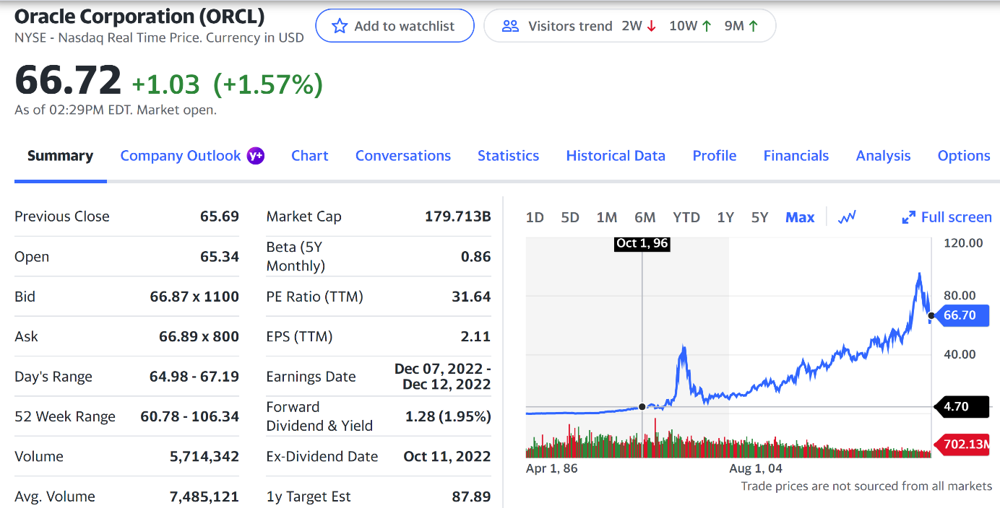 Oracle Corporation (ORCL)
NYSE - Nasdaq Real Time Price. Currency in USD
Add to watchlist
Visitors trend 2W ↓ 10W ↑ 9M ↑
66.72 +1.03 (+1.57%)
As of 02:29PM EDT. Market open.
Summary Company Outlook y+ Chart Conversations Statistics Historical Data Profile Financials Analysis Options
Previous Close 65.69
Open 65.34
Bid 66.87 x 1100
Ask 66.89 x 800
Day's Range 64.98 - 67.19
52 Week Range 60.78 - 106.34
Volume 5,714,342
Avg. Volume 7,485,121
Market Cap 179.713B
Beta (5Y
Monthly) 0.86
PE Ratio (TTM) 31.64
EPS (TTM) 2.11
Earnings Date Dec 07, 2022 -
Dec 12, 2022
Forward
Dividend & Yield 1.28 (1.95%)
Ex-Dividend Date Oct 11, 2022
1y Target Est 87.89
1D 5D 1M 6M YTD 1Y 5Y Max Full screen
Oct 1, 96
120.00
80.00
66.70
40.00
4.70
702.13M
Apr 1, 86 Aug 1, 04
Trade prices are not sourced from all markets